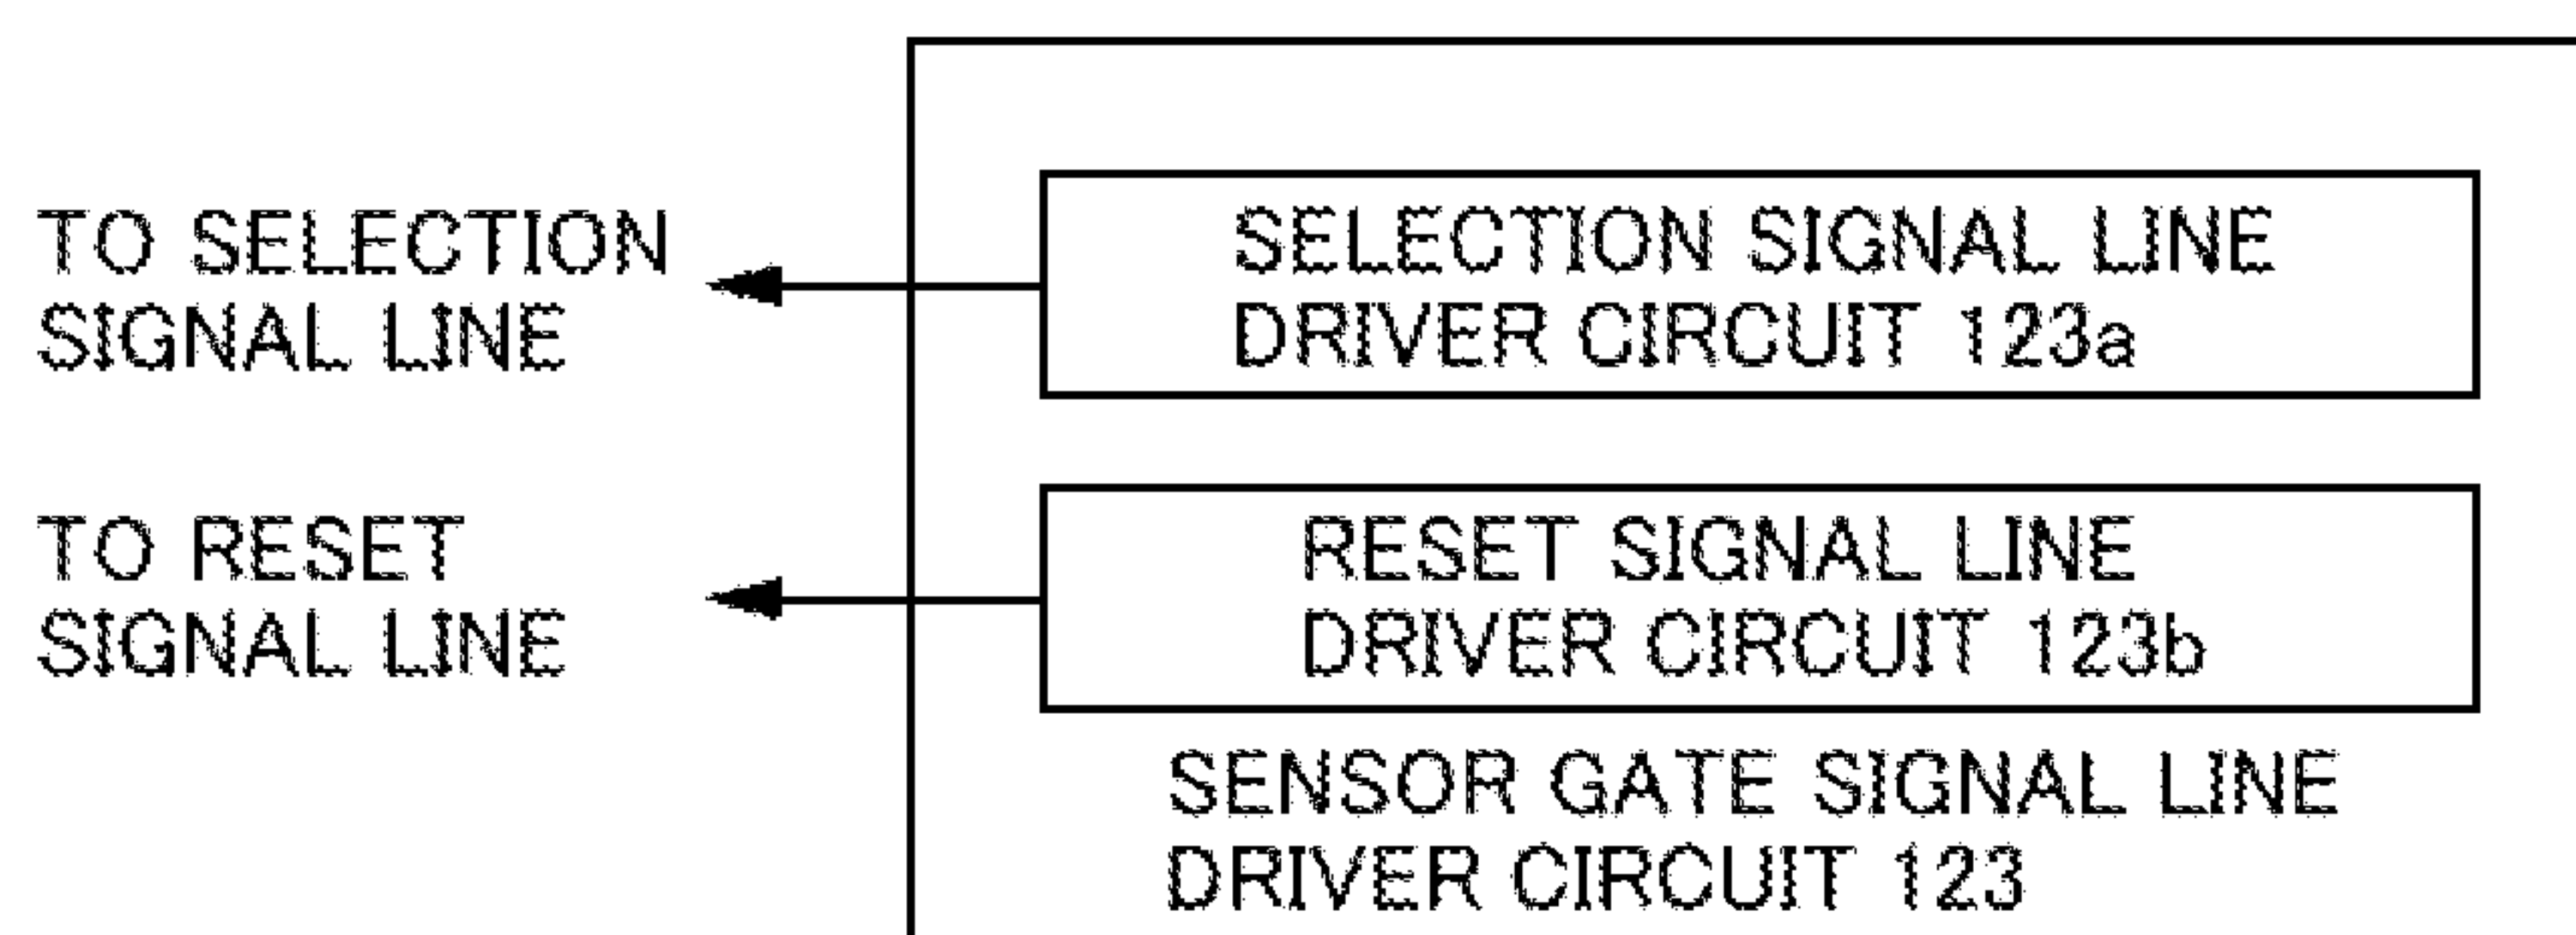 TO SELECTION
SIGNAL LINE
SELECTION SIGNAL LINE
DRIVER CIRCUIT 123a
TO RESET
SIGNAL LINE
RESET SIGNAL LINE
DRIVER CIRCUIT 123b
SENSOR GATE SIGNAL LINE
DRIVER CIRCUIT 123